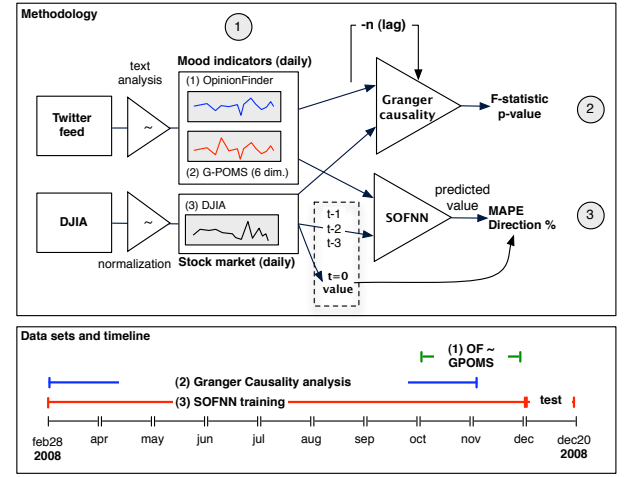 Methodology
1
-n (lag)
Mood indicators (daily)
text
analysis
(1) OpinionFinder
Twitter
feed
~
(2) G-POMS (6 dim.)
Granger
causality
F-statistic
p-value
2
DJIA
~
normalization
(3) DJIA
Stock market (daily)
t-1
t-2
t-3
t=0
value
SOFNN
predicted
value
MAPE
Direction %
3
Data sets and timeline
(1) OF ~
GPOMS
(2) Granger Causality analysis
(3) SOFNN training
test
feb28 apr may jun jul aug sep oct nov dec dec20
2008 2008